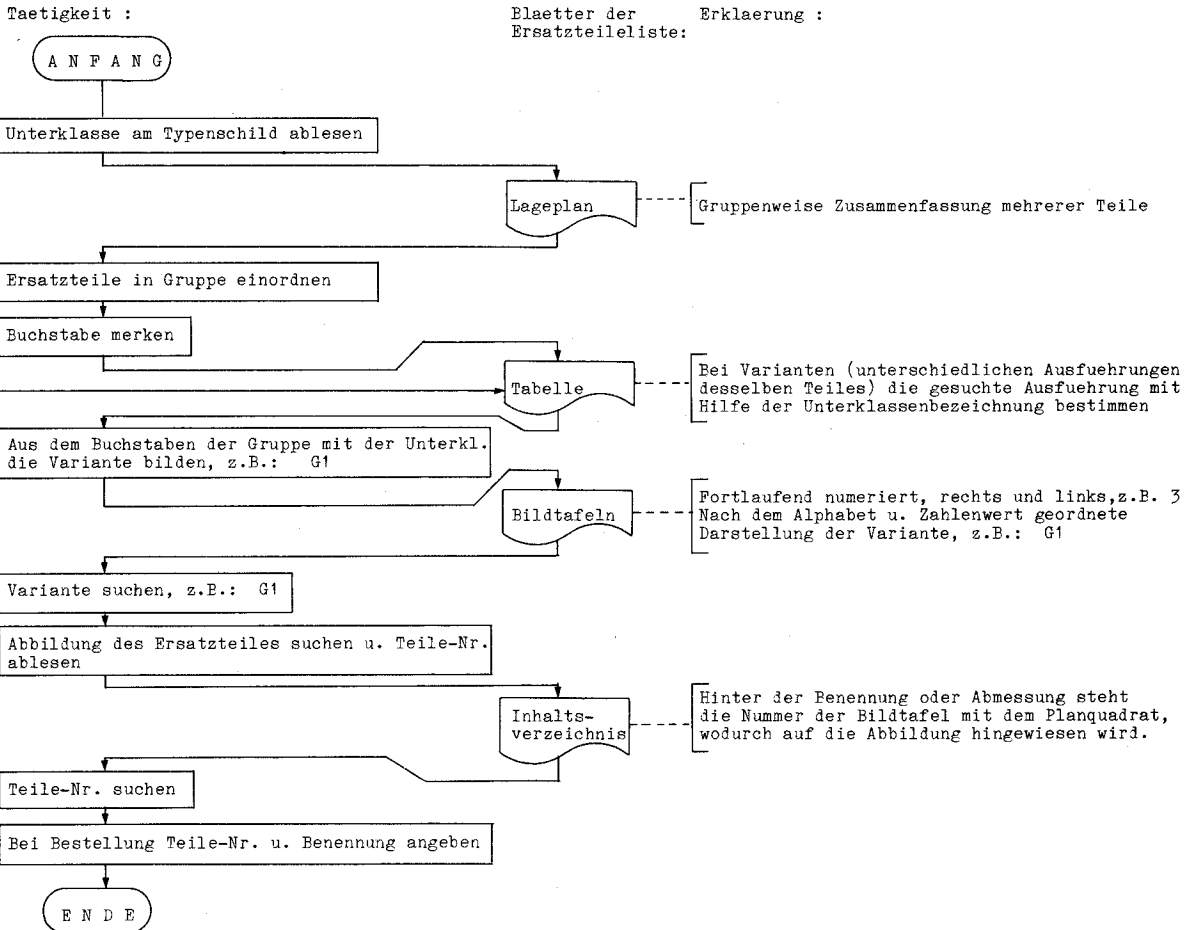 Taetigkeit :
Blaetter der
Ersatzteileliste:
Erklaerung :
A N F A N G
Unterklasse am Typenschild ablesen
Lageplan
Gruppenweise Zusammenfassung mehrerer Teile
Ersatzteile in Gruppe einordnen
Buchstabe merken
Tabelle
Bei Varianten (unterschiedlichen Ausfuehrungen
desselben Teiles) die gesuchte Ausfuehrung mit
Hilfe der Unterklassenbezeichnung bestimmen
Aus dem Buchstaben der Gruppe mit der Unterkl.
die Variante bilden, z.B.: G1
Bildtafeln
Fortlaufend numeriert, rechts und links,z.B. 3
Nach dem Alphabet u. Zahlenwert geordnete
Darstellung der Variante, z.B.: G1
Variante suchen, z.B.: G1
Abbildung des Ersatzteiles suchen u. Teile-Nr.
ablesen
Inhalts-
verzeichnis
Hinter der Benennung oder Abmessung steht
die Nummer der Bildtafel mit dem Planquadrat,
wodurch auf die Abbildung hingewiesen wird.
Teile-Nr. suchen
Bei Bestellung Teile-Nr. u. Benennung angeben
E N D E